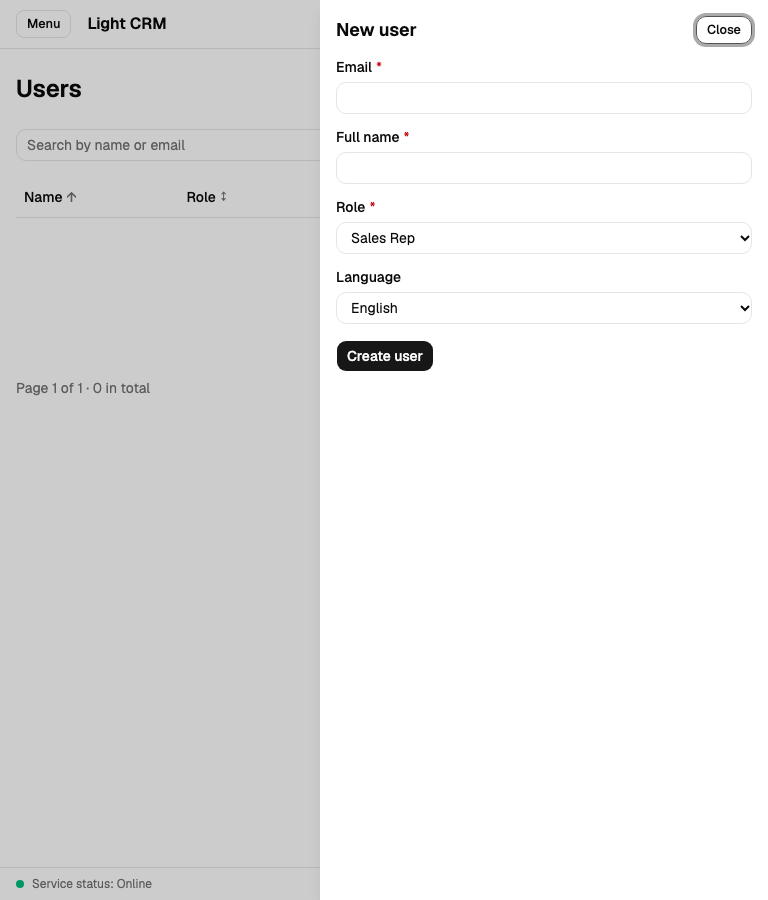 Menu Light CRM
Users
Search by name or email
Name ↑ Role ↕
Page 1 of 1 · 0 in total
Service status: Online
New user Close
Email *
Full name *
Role *
Sales Rep
Language
English
Create user